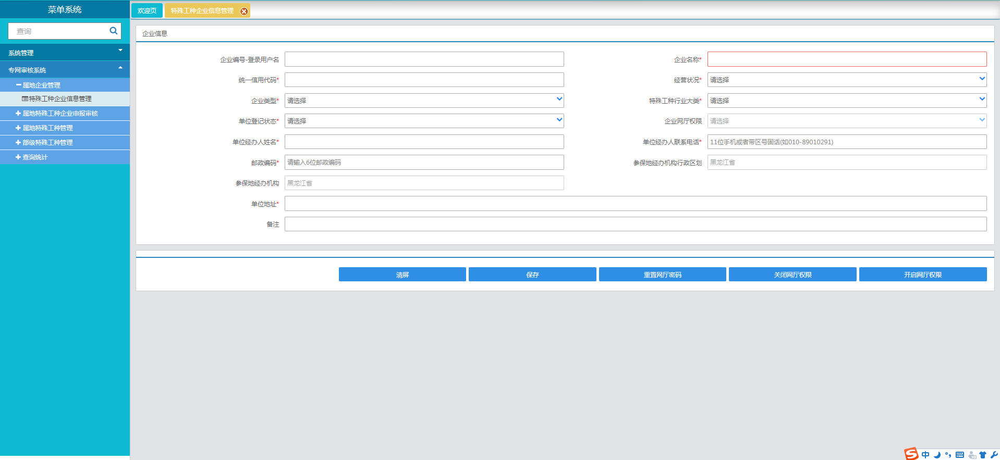 菜单系统
查询
系统管理
专网审核系统
属地企业管理
特殊工种企业信息管理
属地特殊工种企业申报审核
属地特殊工种管理
部级特殊工种管理
查询统计
欢迎页 特殊工种企业信息管理
企业信息
企业编号-登录用户名 企业名称*
统一信用代码* 经营状况* 请选择
企业类型* 请选择 特殊工种行业大类* 请选择
单位登记状态* 请选择 企业网厅权限 请选择
单位经办人姓名* 单位经办人联系电话* 11位手机或者带区号固话(如010-89010291)
邮政编码* 请输入6位邮政编码 参保地经办机构行政区划 黑龙江省
参保地经办机构 黑龙江省
单位地址*
备注
清屏 保存 重置网厅密码 关闭网厅权限 开启网厅权限
中